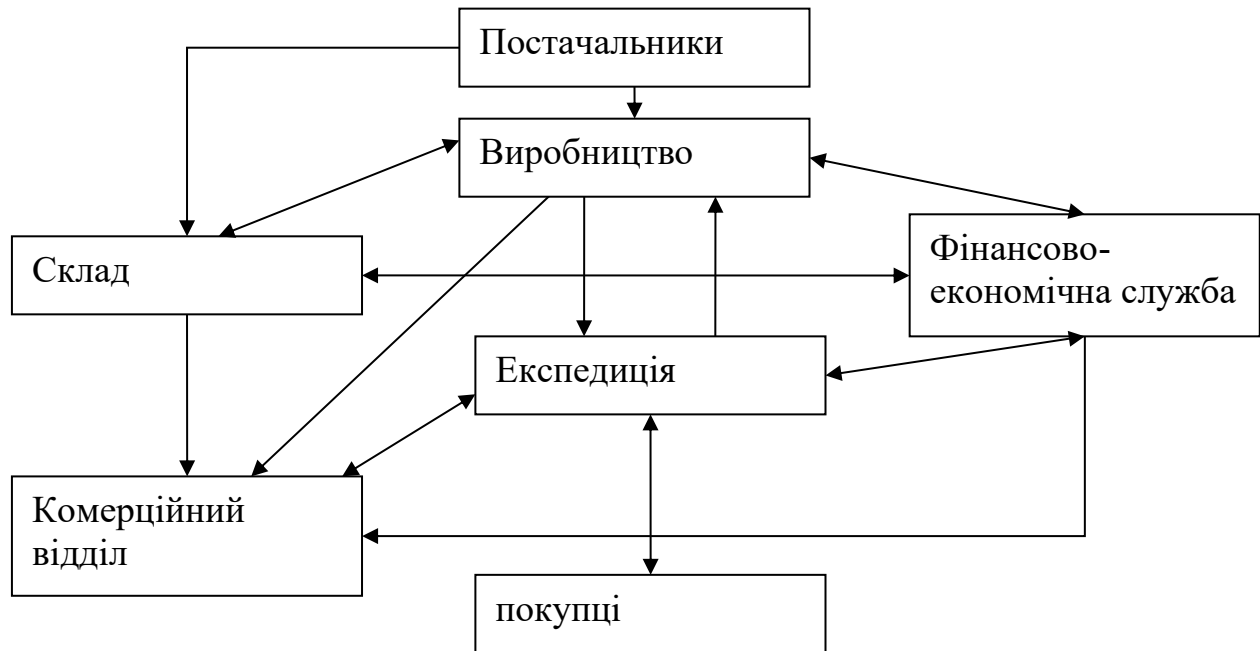 Постачальники
Виробництво
Склад
Фінансово-
економічна служба
Експедиція
Комерційний
відділ
покупці